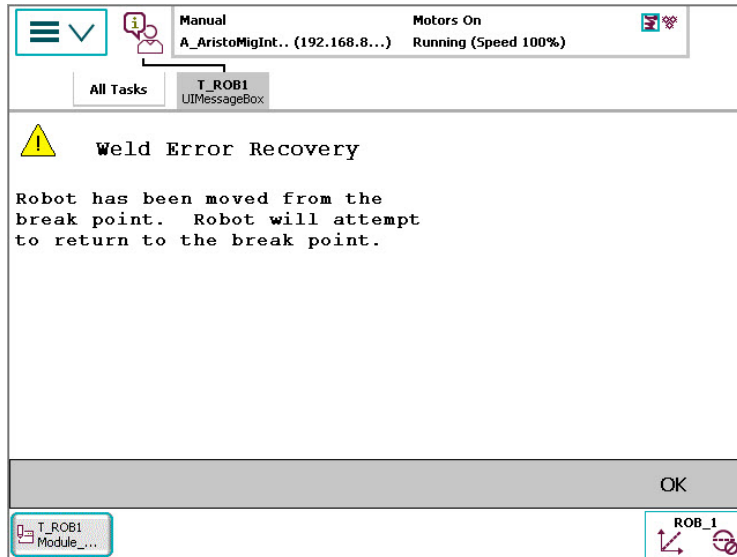 Manual
Motors On
A_AristoMigInt.. (192.168.8...)
Running (Speed 100%)
All Tasks
T_ROB1
UIMessageBox
Weld Error Recovery
Robot has been moved from the
break point. Robot will attempt
to return to the break point.
OK
T_ROB1
Module_...
ROB_1